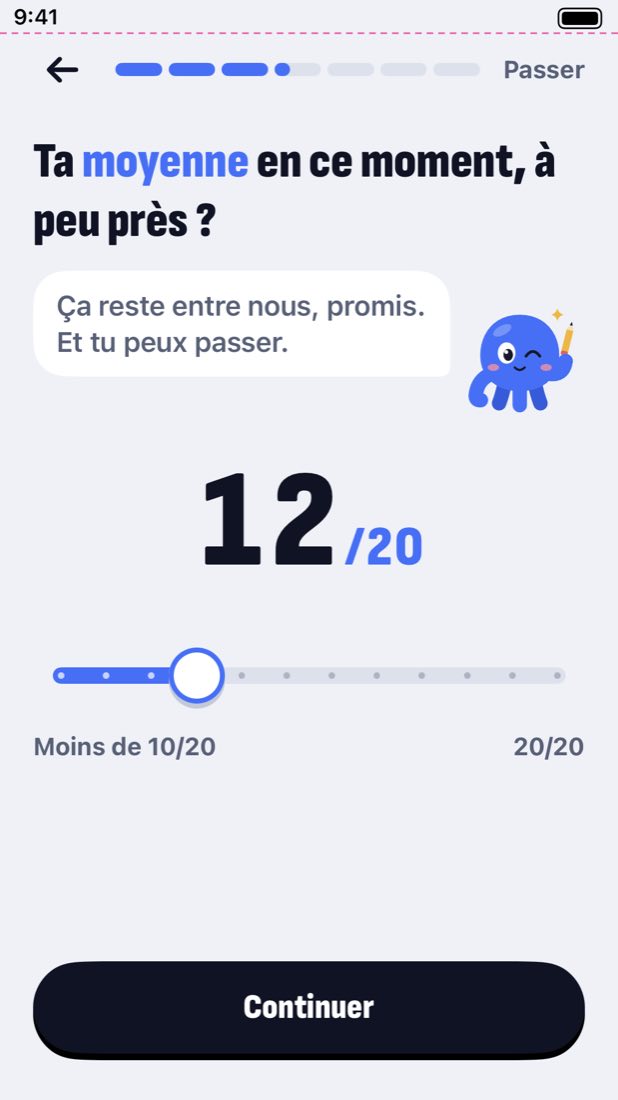 9:41
Passer
Ta moyenne en ce moment, à
peu près ?
Ça reste entre nous, promis.
Et tu peux passer.
12/20
Moins de 10/20
20/20
Continuer